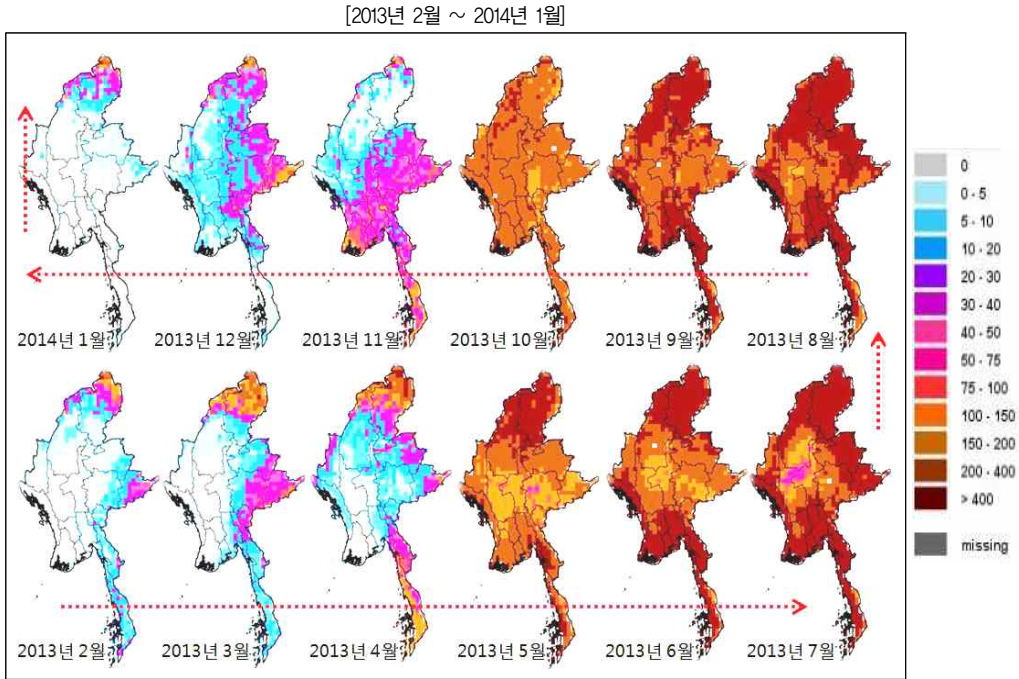 [2013년 2월 ～ 2014년 1월]
2014년 1월
2013년 12월
2013년 11월
2013년 10월
2013년 9월
2013년 8월
2013년 2월
2013년 3월
2013년 4월
2013년 5월
2013년 6월
2013년 7월
0
0 - 5
5 - 10
10 - 20
20 - 30
30 - 40
40 - 50
50 - 75
75 - 100
100 - 150
150 - 200
200 - 400
> 400
missing